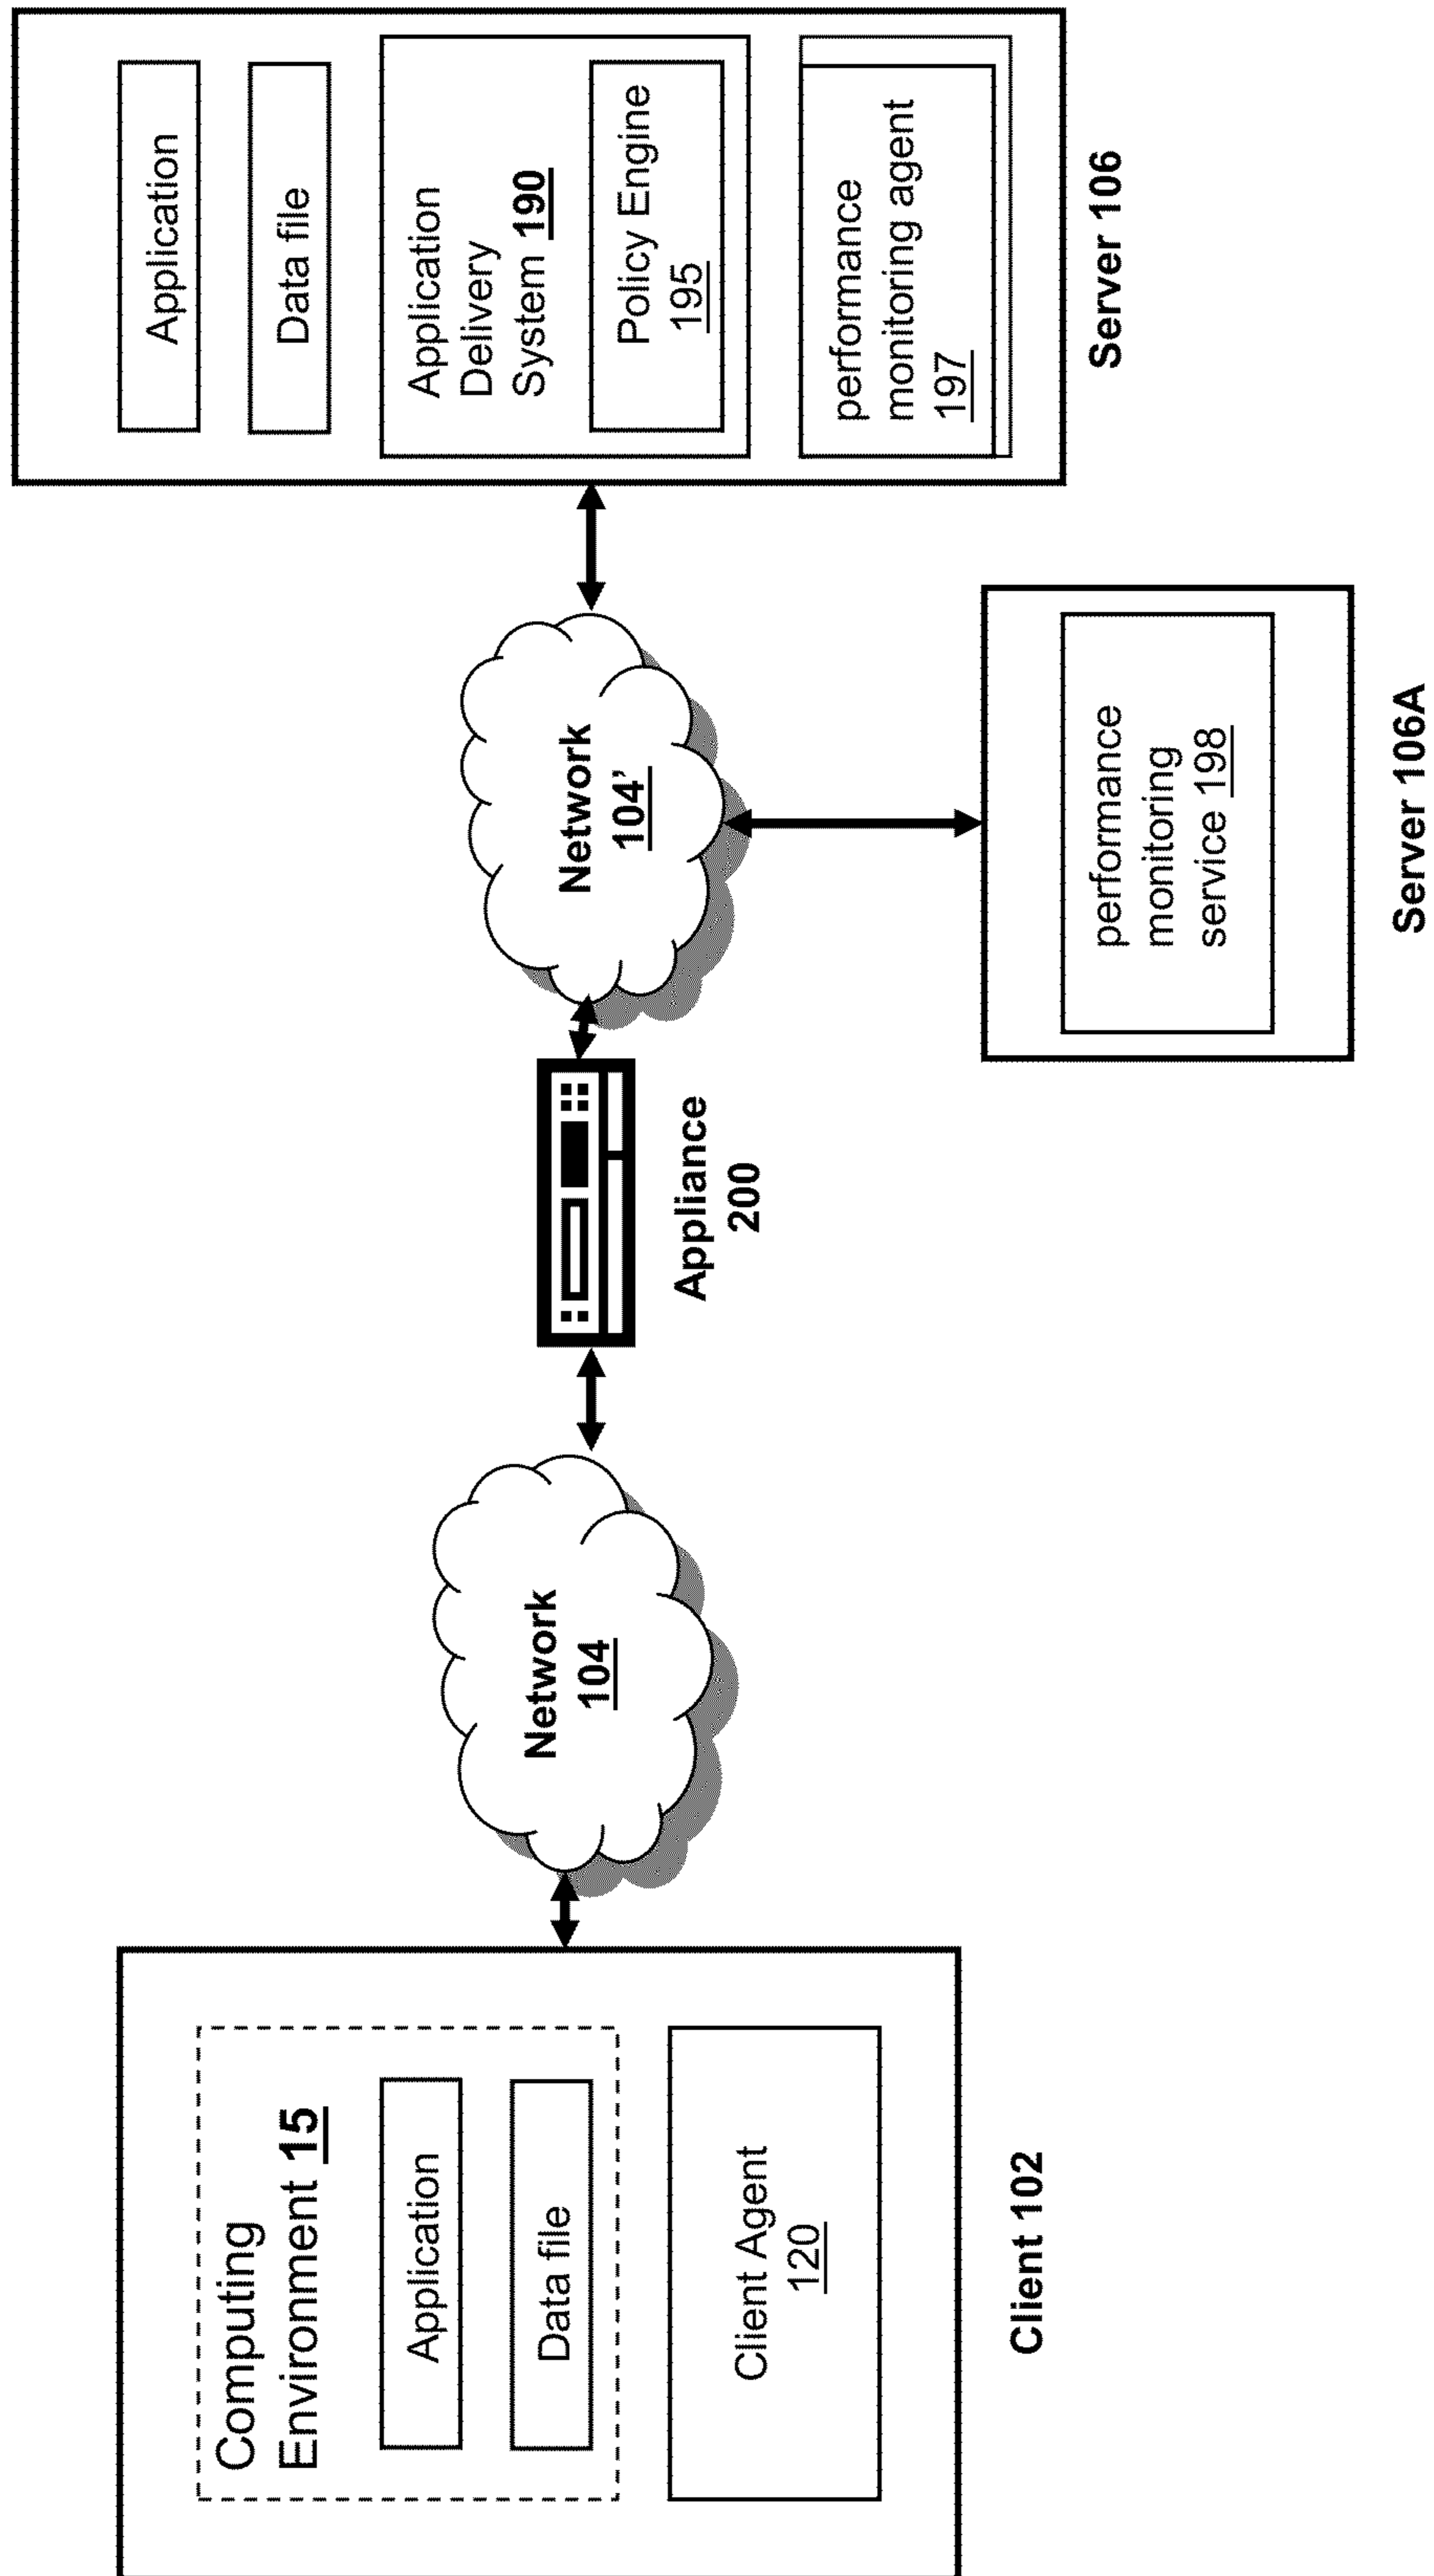 Computing
Environment 15
Application
Data file
Client Agent
120
Client 102
Network
104
Appliance
200
Network
104’
Application
Data file
Application
Delivery
System 190
Policy Engine
195
performance
monitoring agent
197
Server 106
performance
monitoring
service 198
Server 106A